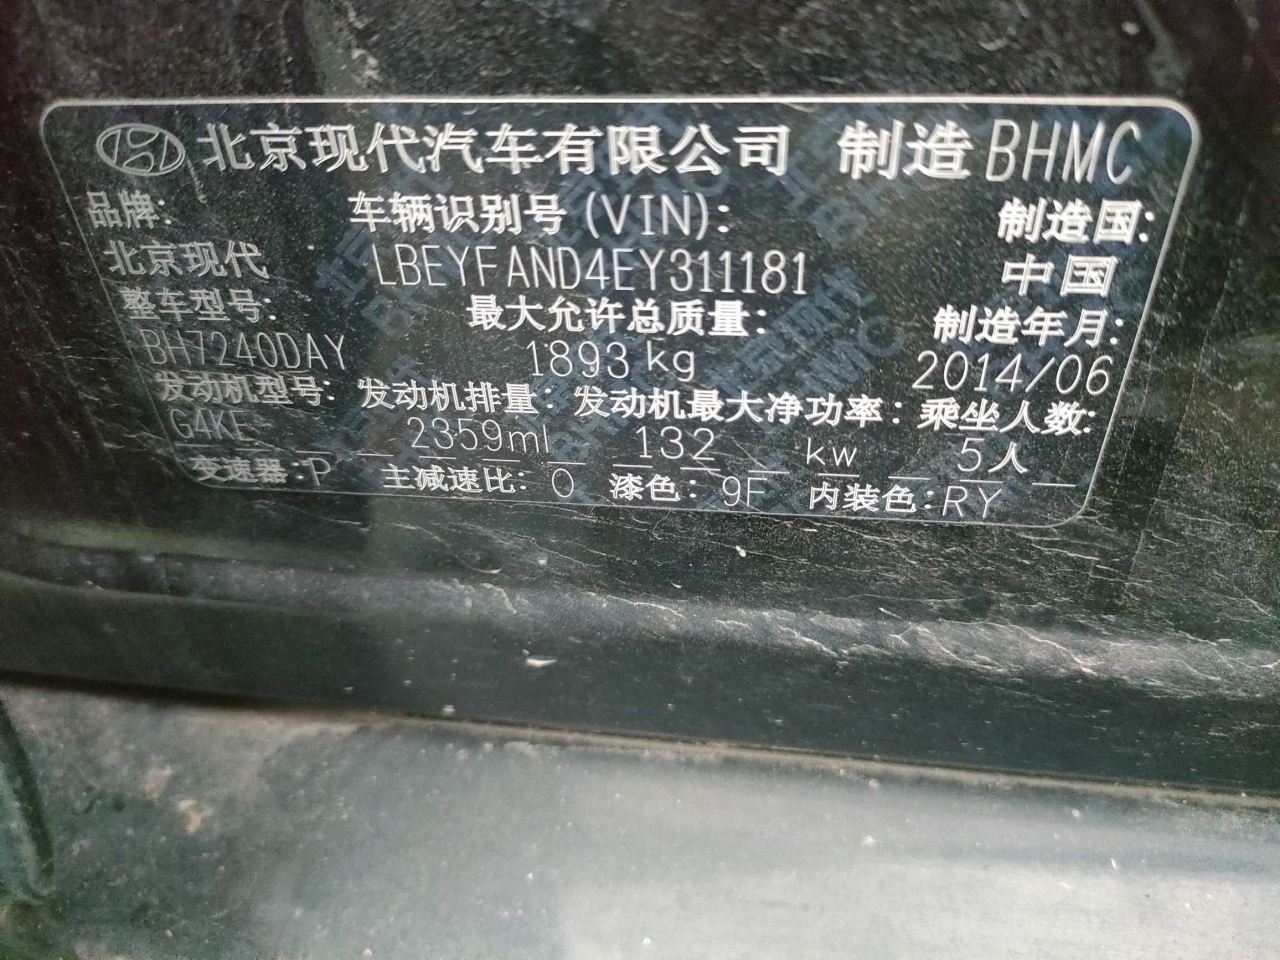 北京现代汽车有限公司 制造 BHMC
品牌: 车辆识别号(VIN): 制造国:
北京现代 LBEYFAND4EY311181 中国
整车型号: 最大允许总质量: 制造年月:
BH7240DAY 1893 kg 2014/06
发动机型号: 发动机排量: 发动机最大净功率: 乘坐人数:
G4KE 2359ml 132 kw 5人
变速器:P 主减速比: O 漆色: 9F 内装色:RY